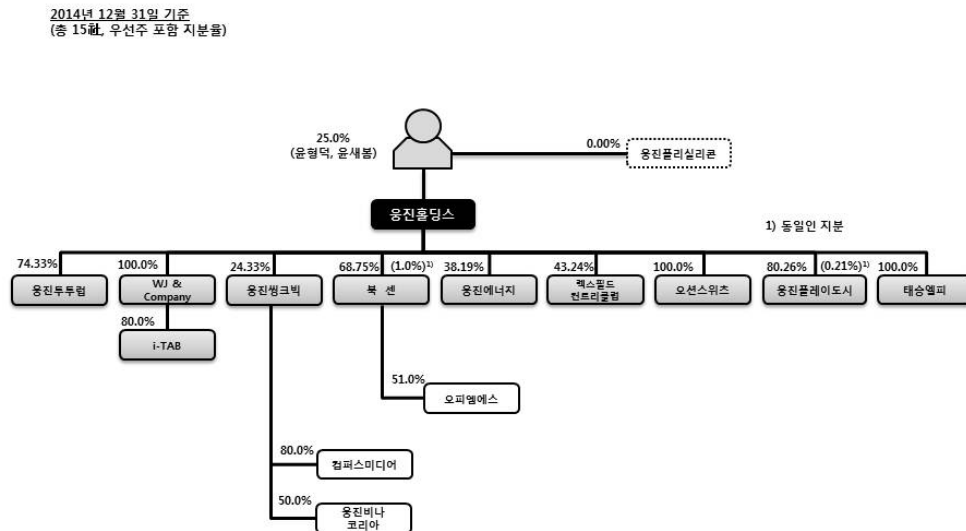 2014년 12월 31일 기준
(총 15社, 우선주 포함 지분율)
25.0%
(윤형덕, 윤새봄)
0.00%
웅진폴리실리콘
웅진홀딩스
1) 동일인 지분
74.33% 100.0% 24.33% 68.75% (1.0%)¹⁾ 38.19% 43.24% 100.0% 80.26% (0.21%)¹⁾ 100.0%
웅진투투럽
WJ &
Company
웅진씽크빅
북 센
웅진에너지
렉스필드
컨트리클럽
오션스위츠
웅진플레이도시
태승엘피
80.0%
i-TAB
51.0%
오피엠에스
80.0%
컴퍼스미디어
50.0%
웅진비나
코리아